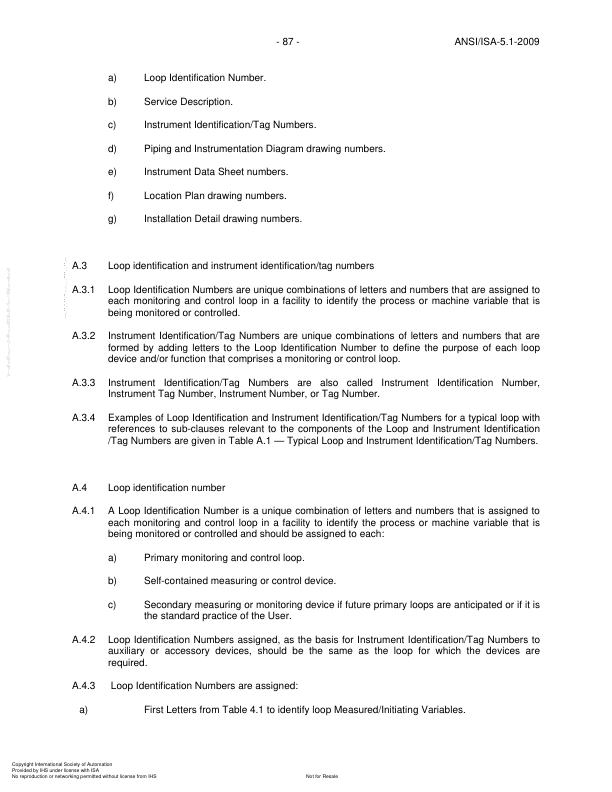 - 87 - ANSI/ISA-5.1-2009
a) Loop Identification Number.
b) Service Description.
c) Instrument Identification/Tag Numbers.
d) Piping and Instrumentation Diagram drawing numbers.
e) Instrument Data Sheet numbers.
f) Location Plan drawing numbers.
g) Installation Detail drawing numbers.
A.3 Loop identification and instrument identification/tag numbers
A.3.1 Loop Identification Numbers are unique combinations of letters and numbers that are assigned to
each monitoring and control loop in a facility to identify the process or machine variable that is
being monitored or controlled.
A.3.2 Instrument Identification/Tag Numbers are unique combinations of letters and numbers that are
formed by adding letters to the Loop Identification Number to define the purpose of each loop
device and/or function that comprises a monitoring or control loop.
A.3.3 Instrument Identification/Tag Numbers are also called Instrument Identification Number,
Instrument Tag Number, Instrument Number, or Tag Number.
A.3.4 Examples of Loop Identification and Instrument Identification/Tag Numbers for a typical loop with
references to sub-clauses relevant to the components of the Loop and Instrument Identification
/Tag Numbers are given in Table A.1 — Typical Loop and Instrument Identification/Tag Numbers.
A.4 Loop identification number
A.4.1 A Loop Identification Number is a unique combination of letters and numbers that is assigned to
each monitoring and control loop in a facility to identify the process or machine variable that is
being monitored or controlled and should be assigned to each:
a) Primary monitoring and control loop.
b) Self-contained measuring or control device.
c) Secondary measuring or monitoring device if future primary loops are anticipated or if it is
the standard practice of the User.
A.4.2 Loop Identification Numbers assigned, as the basis for Instrument Identification/Tag Numbers to
auxiliary or accessory devices, should be the same as the loop for which the devices are
required.
A.4.3 Loop Identification Numbers are assigned:
a) First Letters from Table 4.1 to identify loop Measured/Initiating Variables.
Copyright International Society of Automation
Provided by IHS under license with ISA
No reproduction or networking permitted without license from IHS Not for Resale